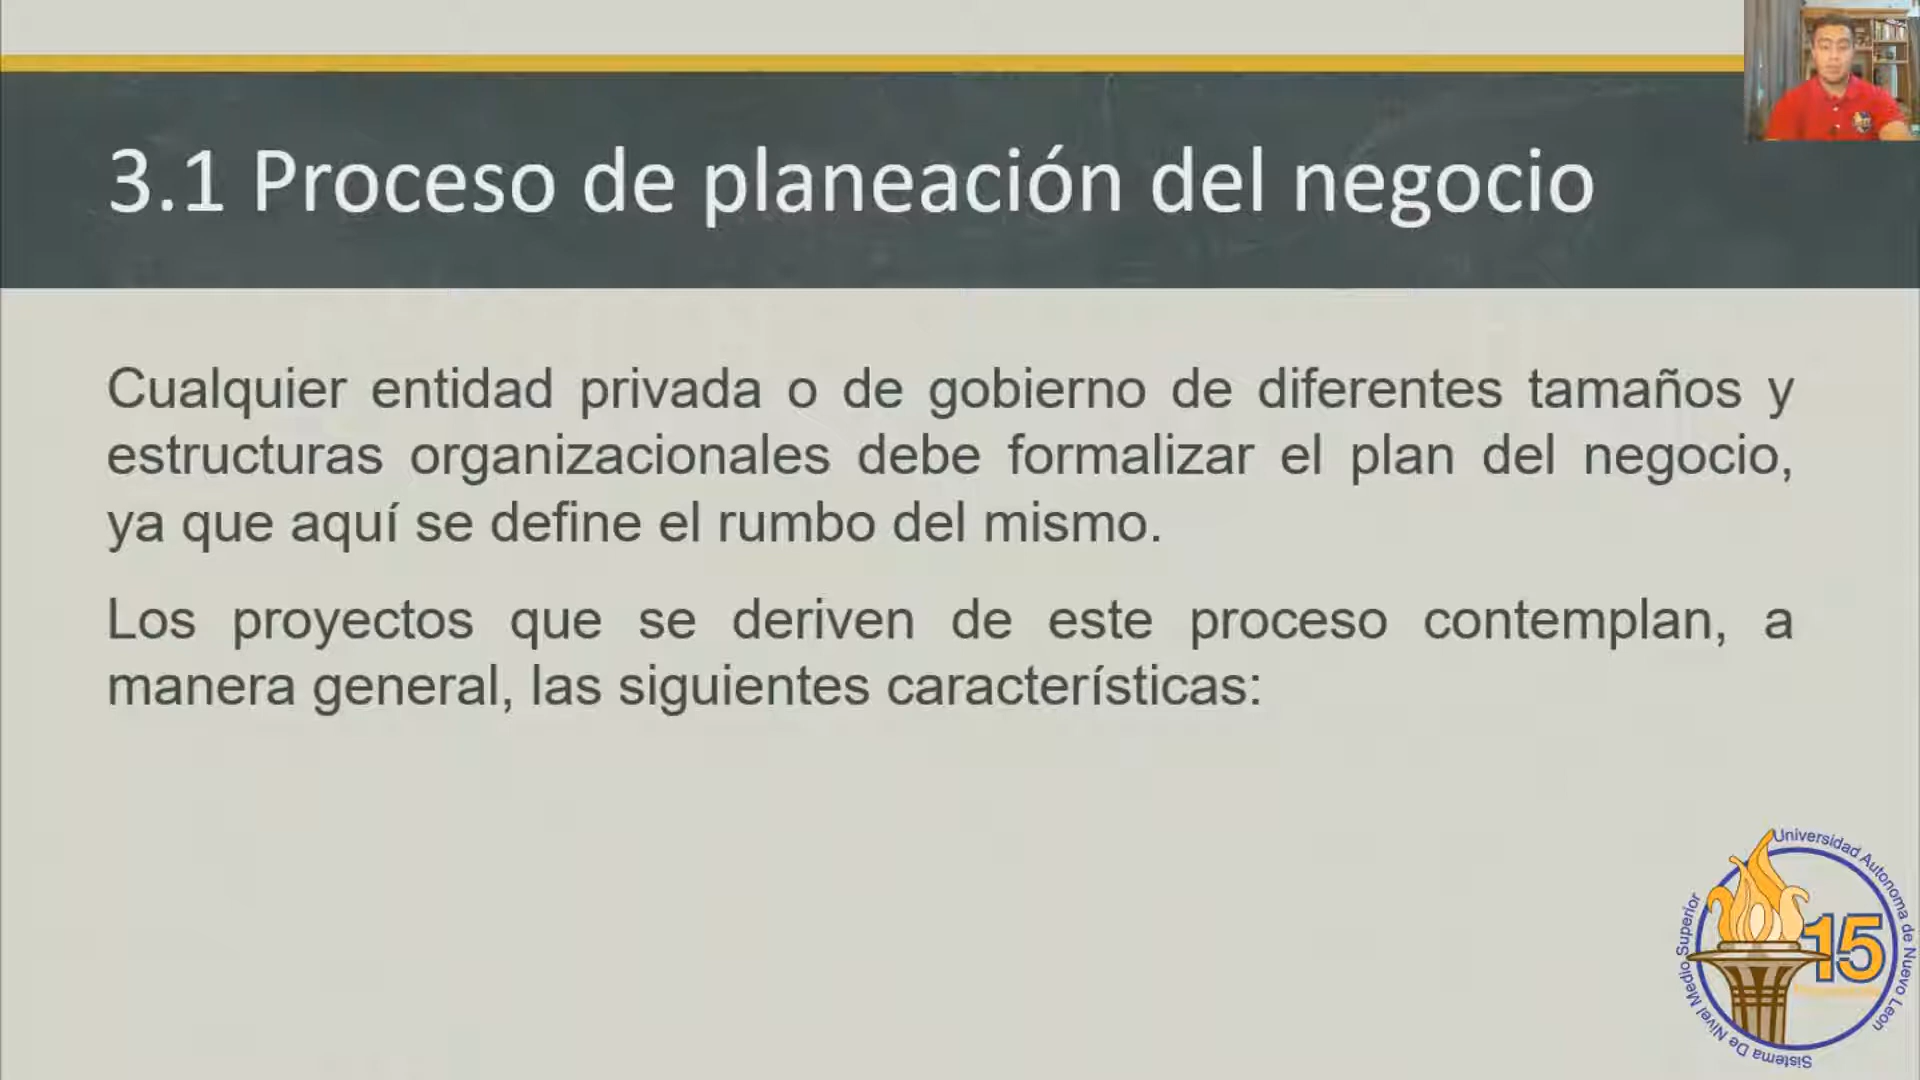 3.1 Proceso de planeación del negocio
Cualquier entidad privada o de gobierno de diferentes tamaños y
estructuras organizacionales debe formalizar el plan del negocio,
ya que aquí se define el rumbo del mismo.
Los proyectos que se deriven de este proceso contemplan, a
manera general, las siguientes características:
Universidad Autonoma de Nuevo Leon
15
Sistema De Nivel Medio Superior